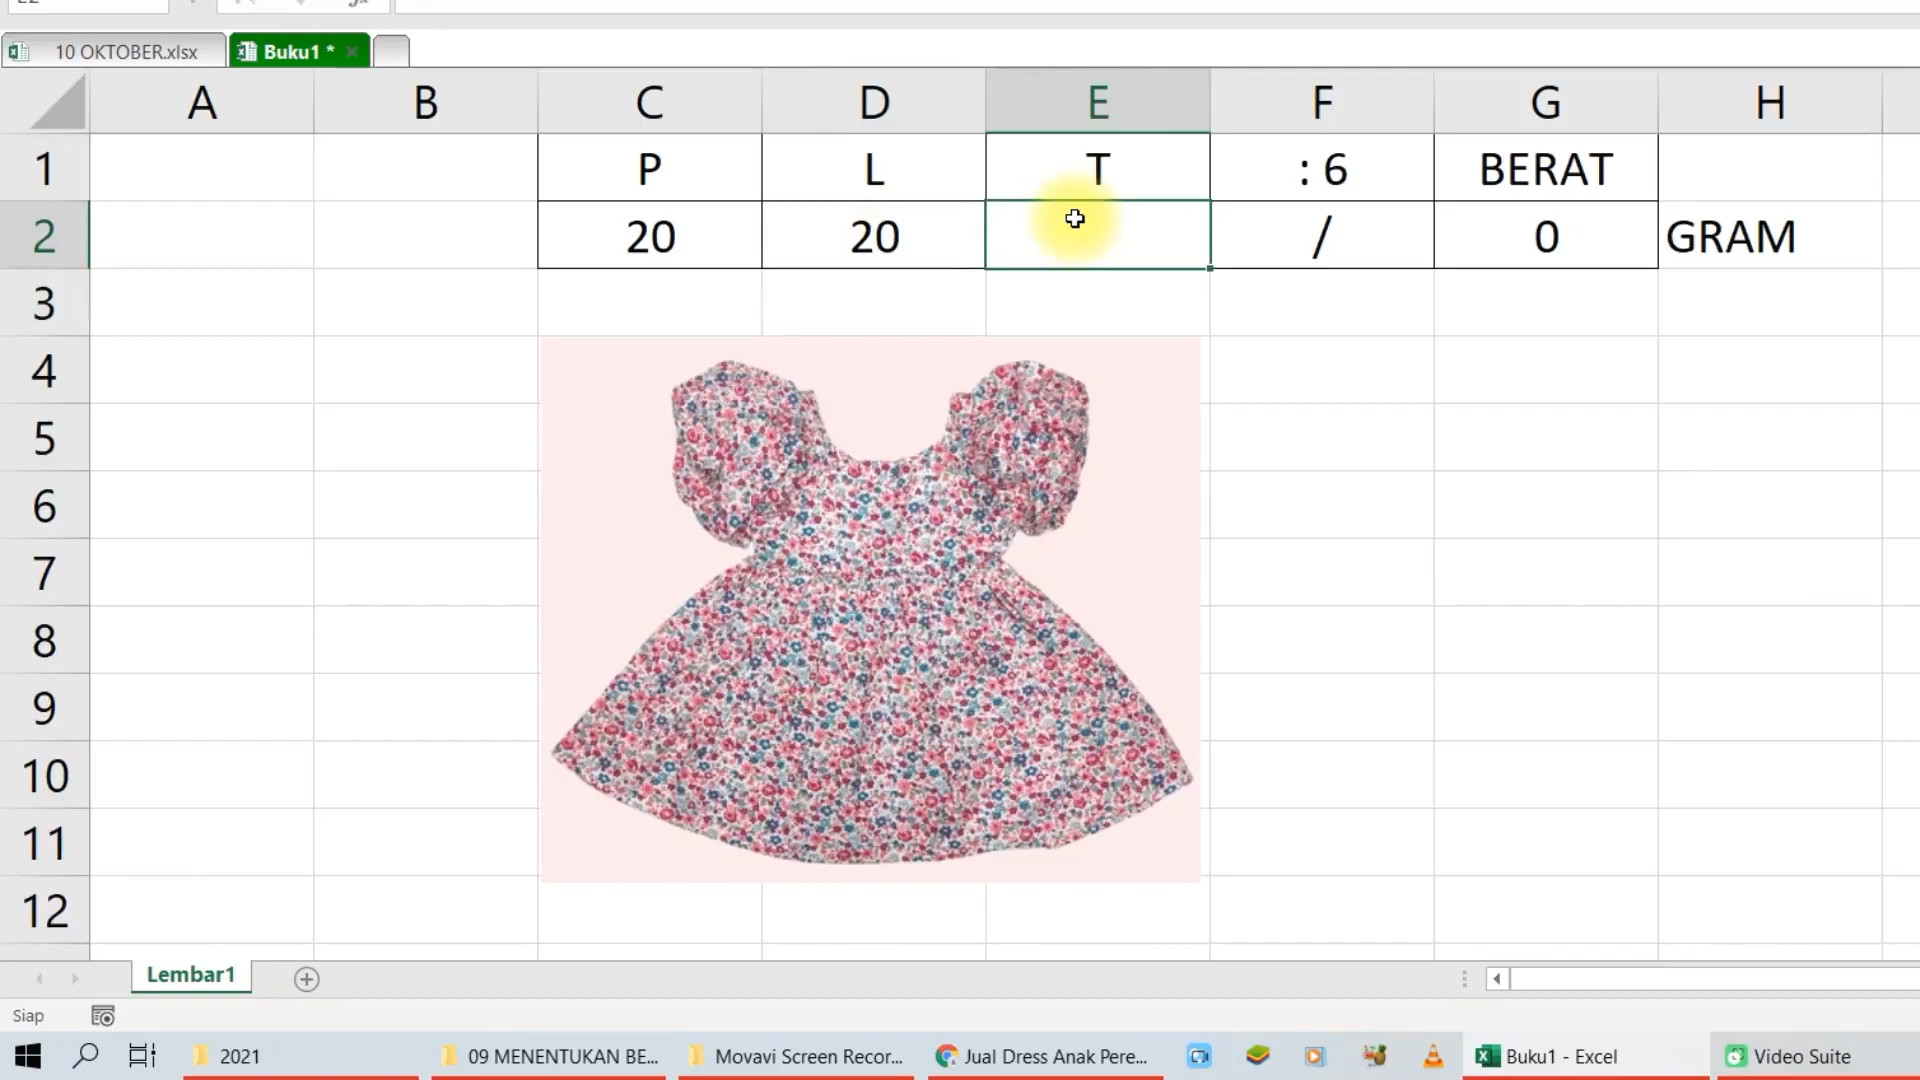 10 OKTOBER.xlsx
Buku1 *
A B C D E F G H
1 P L T : 6 BERAT
2 20 20 / 0 GRAM
3
4
5
6
7
8
9
10
11
12
Lembar1
Siap
2021
09 MENENTUKAN BE...
Movavi Screen Recor...
Jual Dress Anak Pere...
Buku1 - Excel
Video Suite